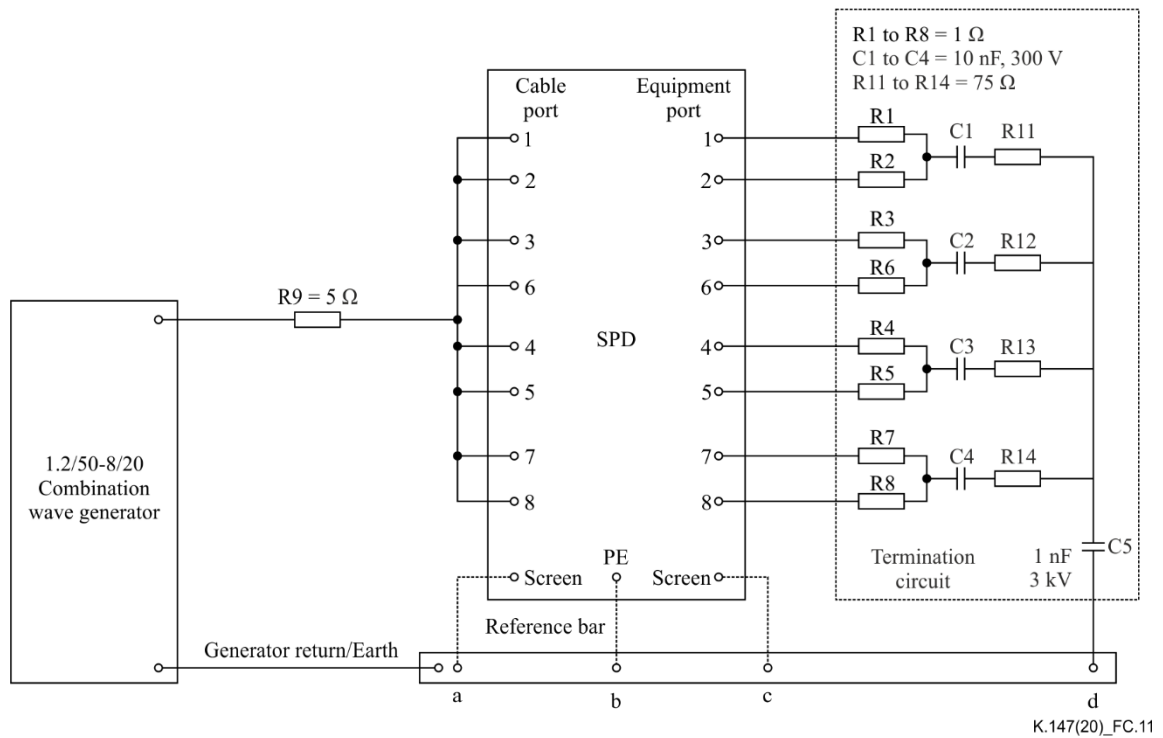 R1 to R8 = 1 Ω
C1 to C4 = 10 nF, 300 V
R11 to R14 = 75 Ω
Cable
port
Equipment
port
1
2
3
6
4
5
7
8
1
2
3
6
4
5
7
8
SPD
R9 = 5 Ω
1.2/50-8/20
Combination
wave generator
R1
R2
C1
R11
R3
R6
C2
R12
R4
R5
C3
R13
R7
R8
C4
R14
Termination
circuit
1 nF
3 kV
C5
Screen
PE
Screen
Reference bar
Generator return/Earth
a
b
c
d
K.147(20)_FC.11